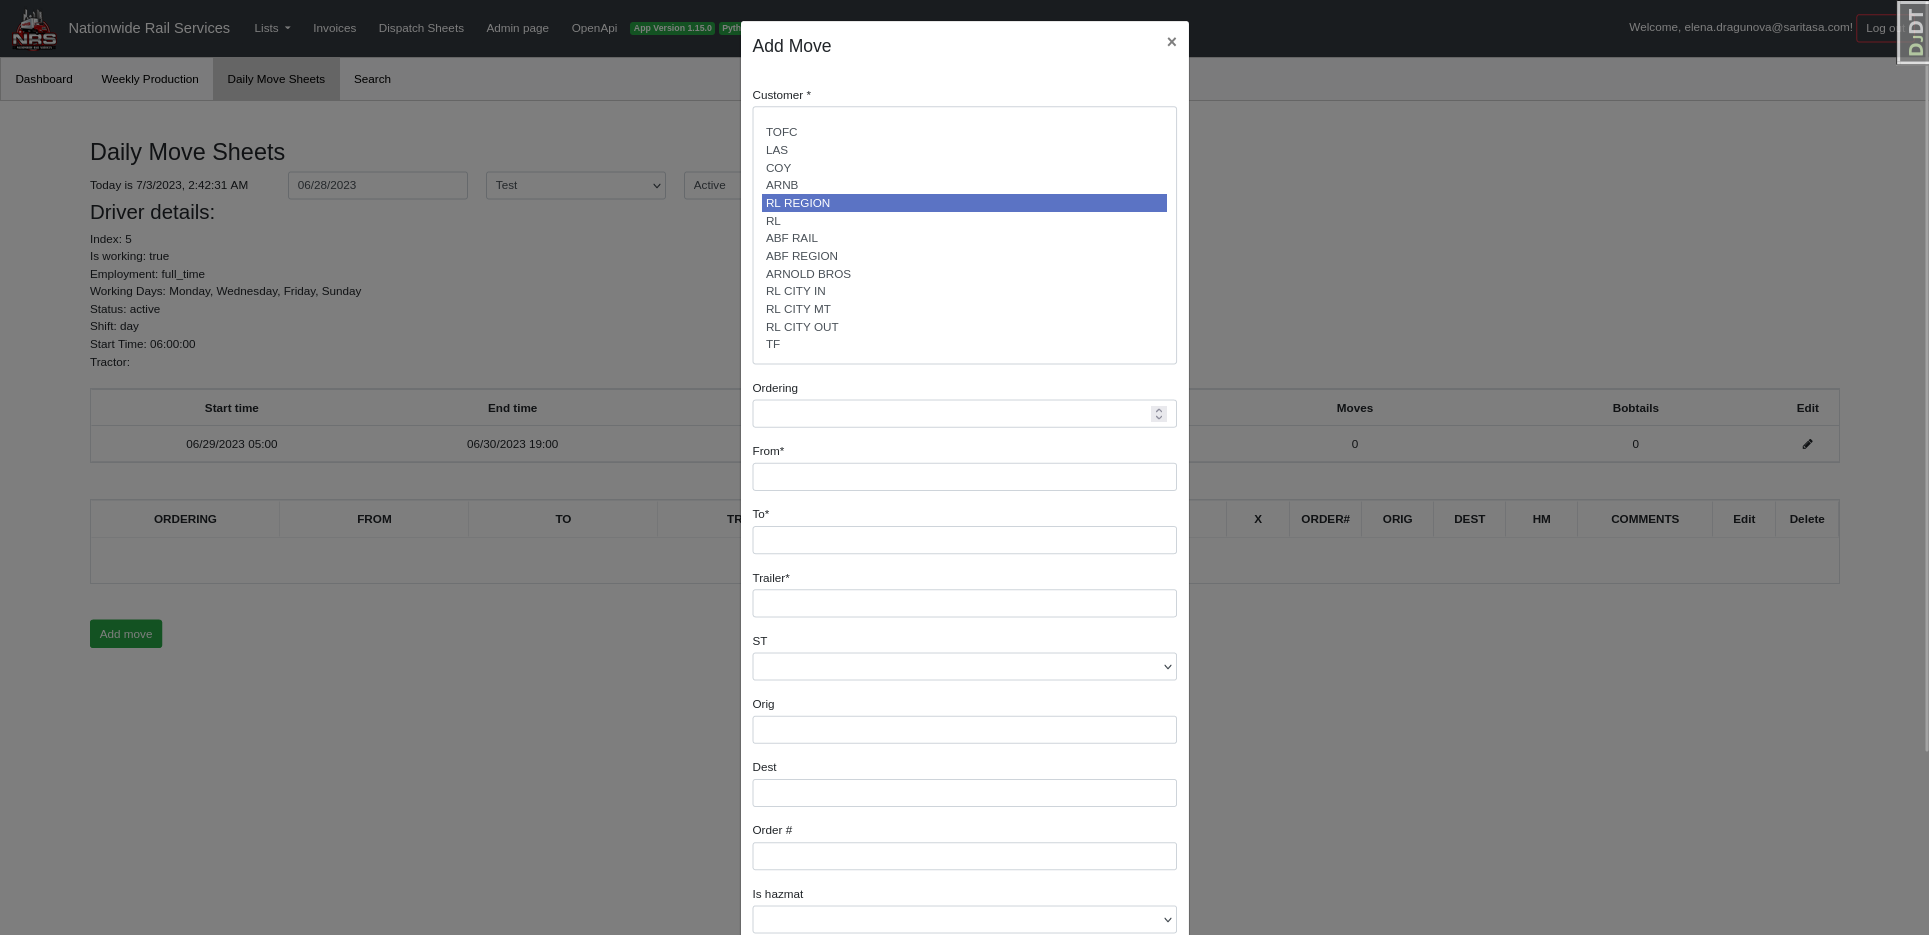 NRS
Nationwide Rail Services
Lists
Invoices
Dispatch Sheets
Admin page
OpenApi
App Version 1.15.0
Pyth
Welcome, elena.dragunova@saritasa.com!
Log ou
DjDT
Dashboard
Weekly Production
Daily Move Sheets
Search
Daily Move Sheets
Today is 7/3/2023, 2:42:31 AM
06/28/2023
Test
Active
Driver details:
Index: 5
Is working: true
Employment: full_time
Working Days: Monday, Wednesday, Friday, Sunday
Status: active
Shift: day
Start Time: 06:00:00
Tractor:
Start time
End time
Moves
Bobtails
Edit
06/29/2023 05:00
06/30/2023 19:00
0
0
ORDERING
FROM
TO
TR
X
ORDER#
ORIG
DEST
HM
COMMENTS
Edit
Delete
Add move
Add Move
×
Customer *
TOFC
LAS
COY
ARNB
RL REGION
RL
ABF RAIL
ABF REGION
ARNOLD BROS
RL CITY IN
RL CITY MT
RL CITY OUT
TF
Ordering
From*
To*
Trailer*
ST
Orig
Dest
Order #
Is hazmat